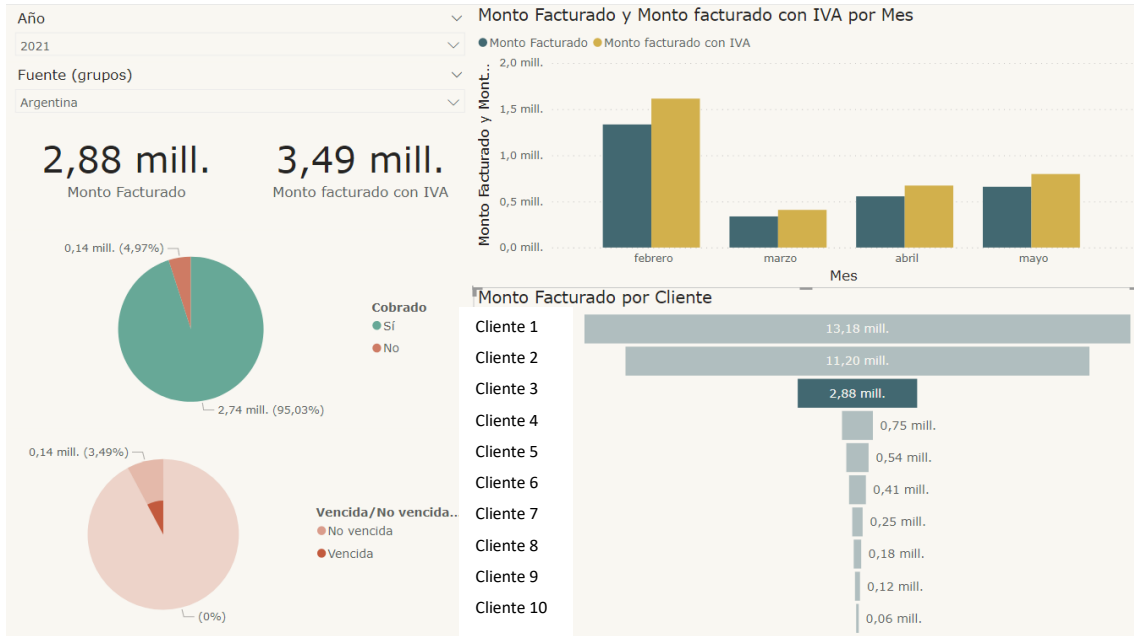 Año
2021
Fuente (grupos)
Argentina
2,88 mill.
Monto Facturado
3,49 mill.
Monto facturado con IVA
0,14 mill. (4,97%)
Cobrado
Sí
No
2,74 mill. (95,03%)
0,14 mill. (3,49%)
Vencida/No vencida...
No vencida
Vencida
(0%)
Monto Facturado y Monto facturado con IVA por Mes
Monto Facturado Monto facturado con IVA
Monto Facturado y Mont...
2,0 mill.
1,5 mill.
1,0 mill.
0,5 mill.
0,0 mill.
febrero marzo abril mayo
Mes
Monto Facturado por Cliente
Cliente 1 13,18 mill.
Cliente 2 11,20 mill.
Cliente 3 2,88 mill.
Cliente 4 0,75 mill.
Cliente 5 0,54 mill.
Cliente 6 0,41 mill.
Cliente 7 0,25 mill.
Cliente 8 0,18 mill.
Cliente 9 0,12 mill.
Cliente 10 0,06 mill.